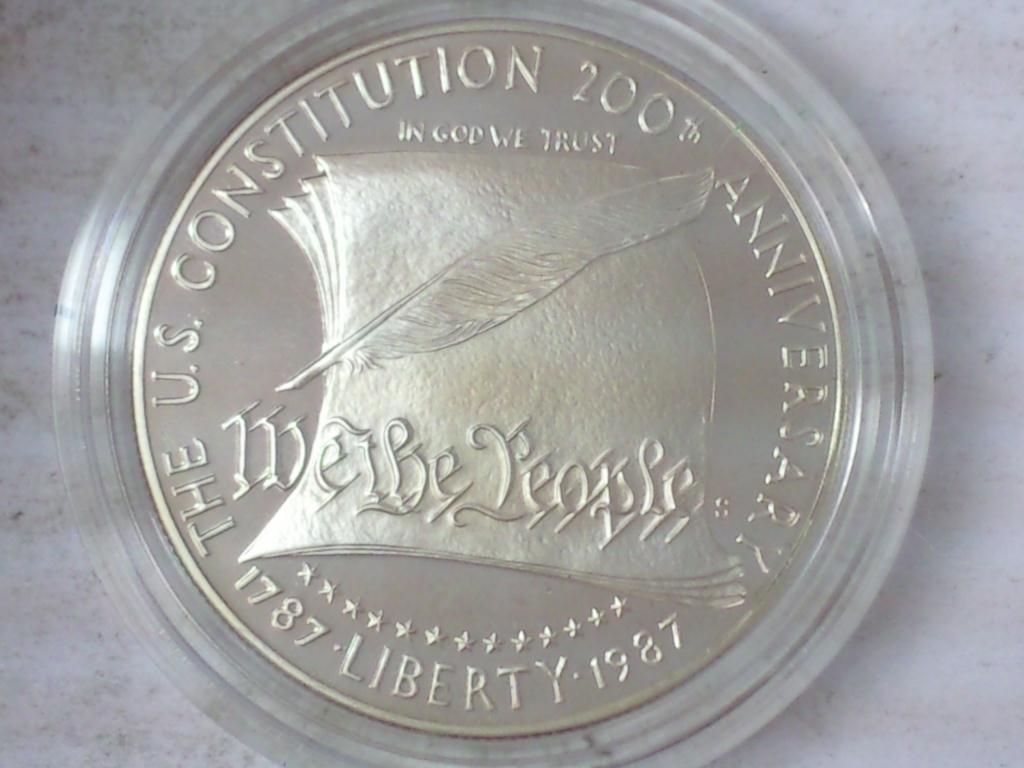 THE U.S. CONSTITUTION 200th ANNIVERSARY
IN GOD WE TRUST
We the People
1787 · LIBERTY · 1987